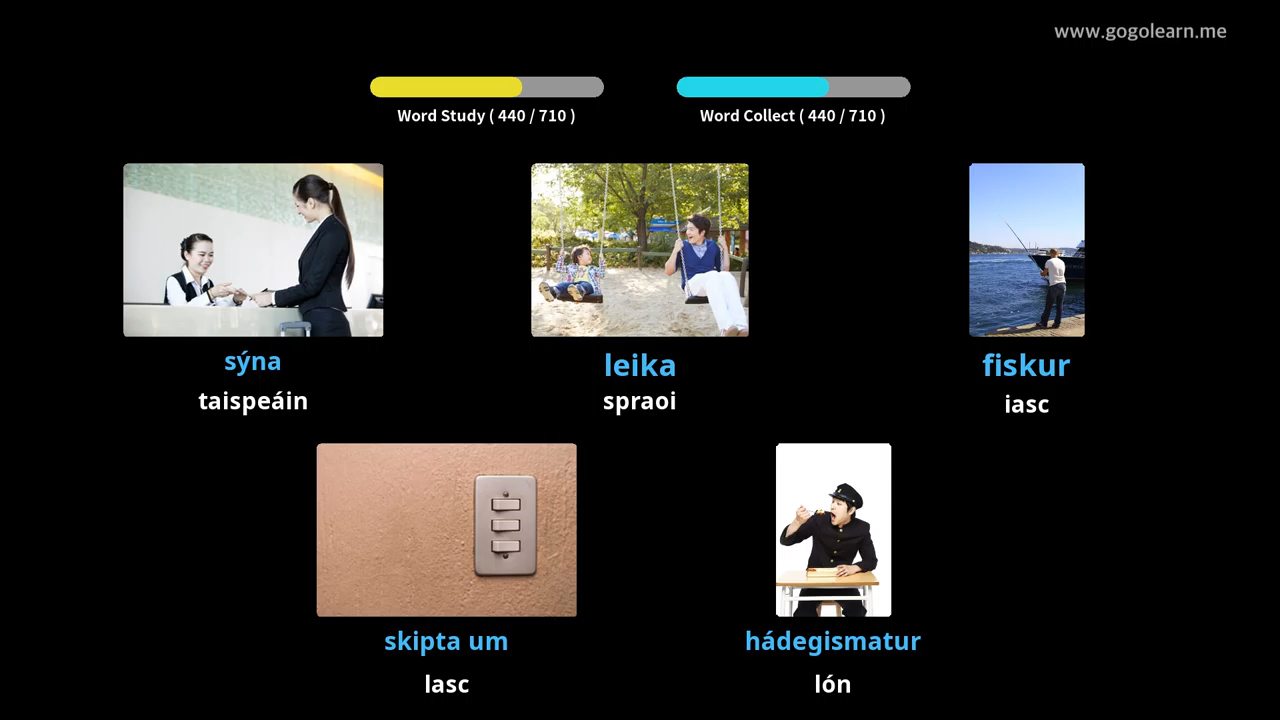 www.gogolearn.me
Word Study ( 440 / 710 )
Word Collect ( 440 / 710 )
sýna
taispeáin
leika
spraoi
fiskur
iasc
skipta um
lasc
hádegismatur
lón